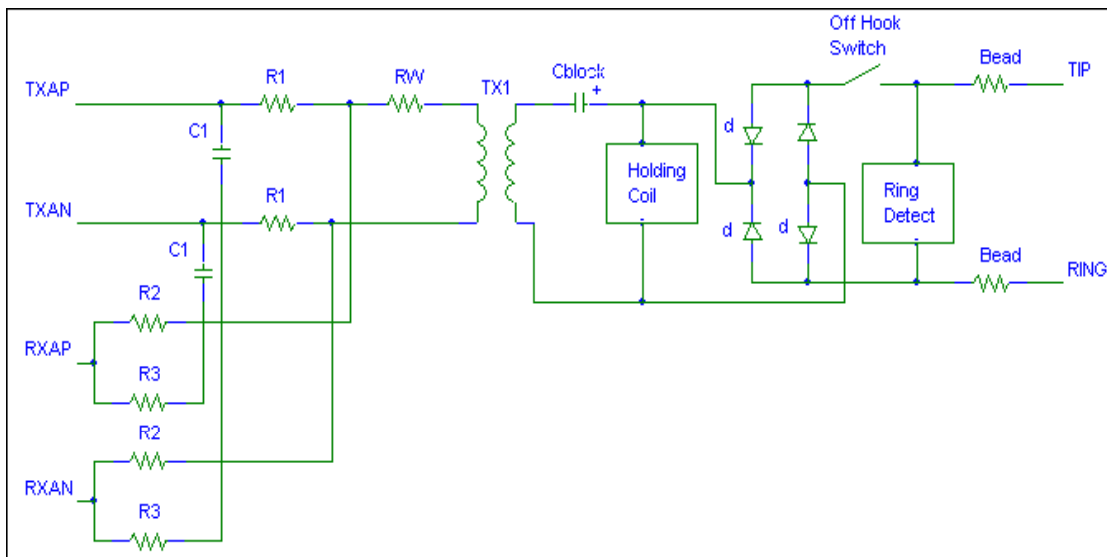 Off Hook
Switch
Bead
TIP
TXAP
R1
RW
TX1
Cblock
+
C1
d
Holding
Coil
Ring
Detect
TXAN
R1
C1
d
d
Bead
RING
R2
RXAP
R3
R2
RXAN
R3